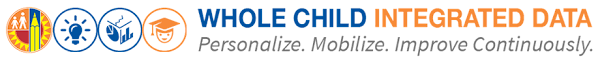 WHOLE CHILD INTEGRATED DATA
Personalize. Mobilize. Improve Continuously.